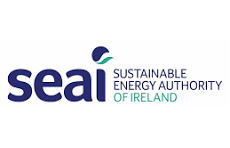 seai
SUSTAINABLE
ENERGY AUTHORITY
OF IRELAND